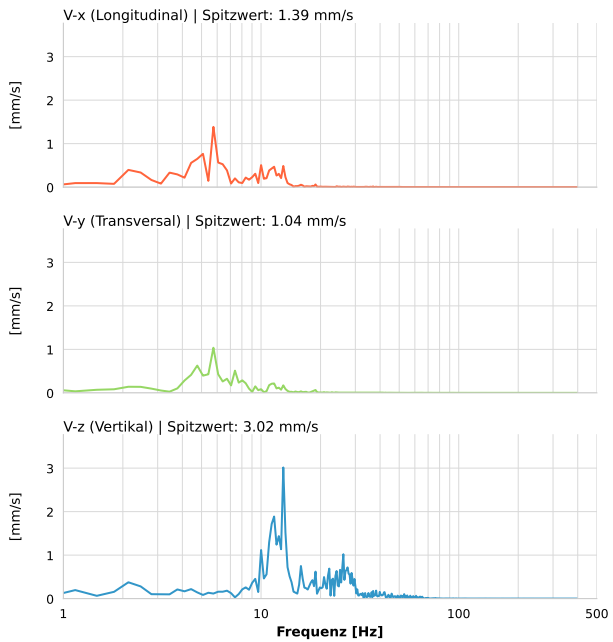 V-x (Longitudinal) | Spitzwert: 1.39 mm/s
3
2
1
0
[mm/s]
V-y (Transversal) | Spitzwert: 1.04 mm/s
3
2
1
0
[mm/s]
V-z (Vertikal) | Spitzwert: 3.02 mm/s
3
2
1
0
[mm/s]
1 10 100 500
Frequenz [Hz]